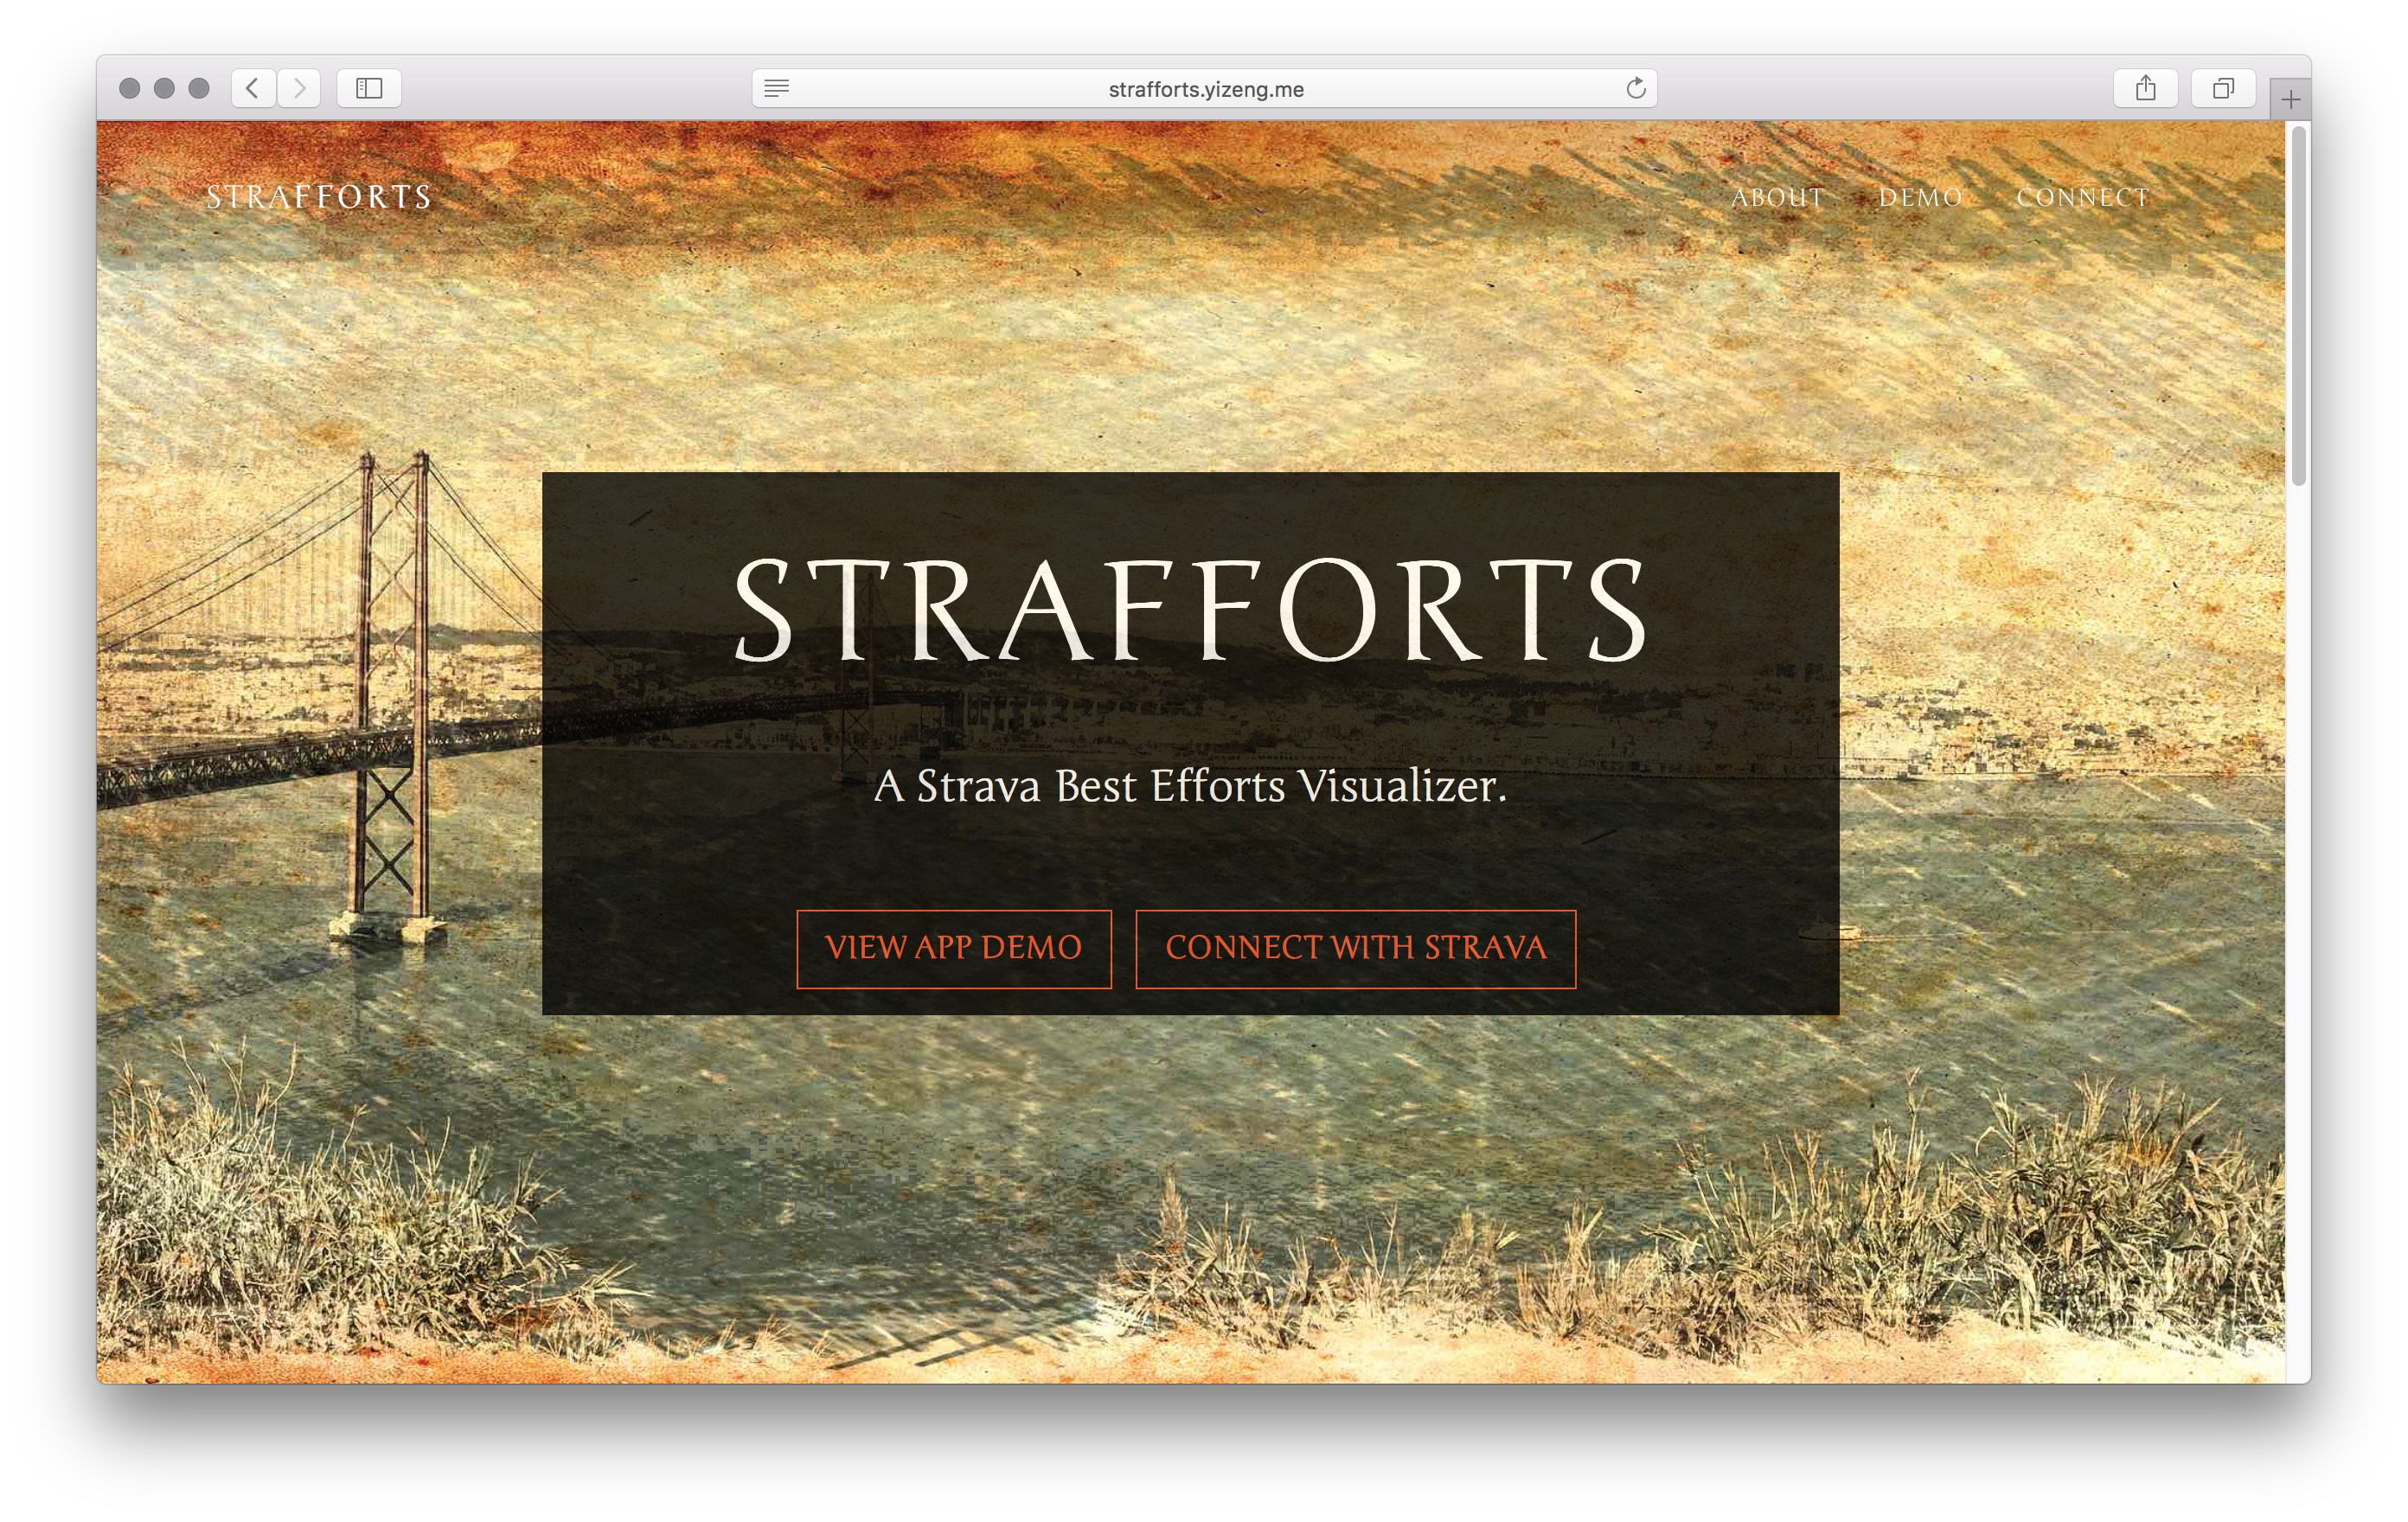 strafforts.yizeng.me
STRAFFORTS
ABOUT DEMO CONNECT
STRAFFORTS
A Strava Best Efforts Visualizer.
VIEW APP DEMO
CONNECT WITH STRAVA